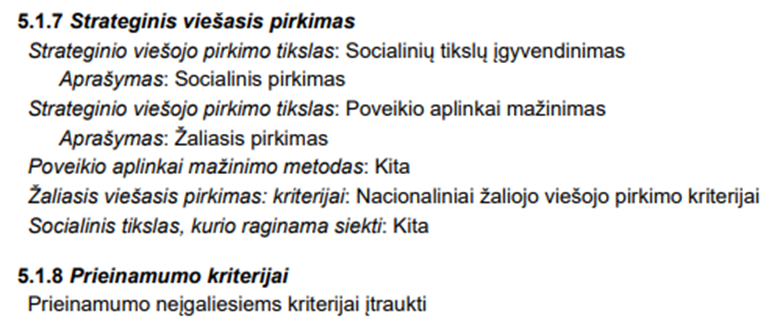 5.1.7 Strateginis viešasis pirkimas
Strateginio viešojo pirkimo tikslas: Socialinių tikslų įgyvendinimas
Aprašymas: Socialinis pirkimas
Strateginio viešojo pirkimo tikslas: Poveikio aplinkai mažinimas
Aprašymas: Žaliasis pirkimas
Poveikio aplinkai mažinimo metodas: Kita
Žaliasis viešasis pirkimas: kriterijai: Nacionaliniai žaliojo viešojo pirkimo kriterijai
Socialinis tikslas, kurio raginama siekti: Kita
5.1.8 Prieinamumo kriterijai
Prieinamumo neįgaliesiems kriterijai įtraukti